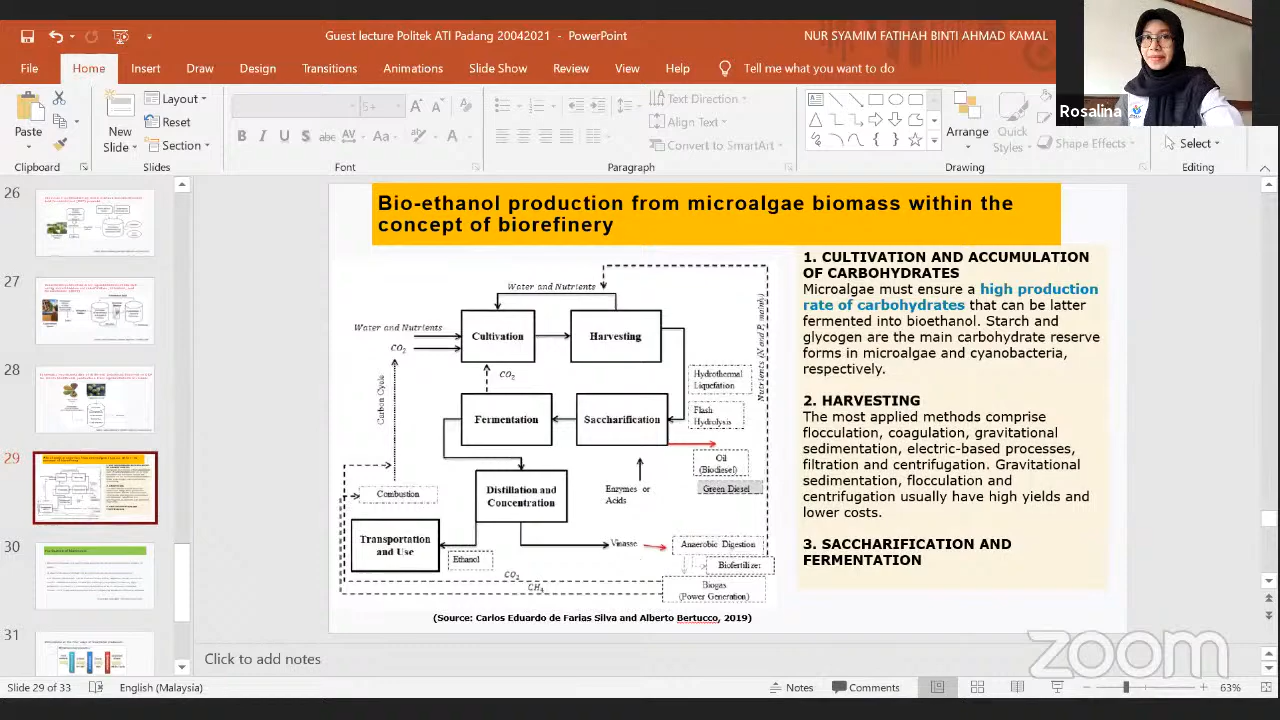 Guest lecture Politek ATI Padang 20042021 - PowerPoint
NUR SYAMIM FATIHAH BINTI AHMAD KAMAL
File Home Insert Draw Design Transitions Animations Slide Show Review View Help Tell me what you want to do
Rosalina
Paste
New
Slide
Layout
Reset
Section
Text Direction
Align Text
Convert to SmartArt
Arrange
Quick
Styles
Shape Effects
Select
Clipboard Slides Font Paragraph Drawing Editing
26
27
28
29
30
31
Bio-ethanol production from microalgae biomass within the
concept of biorefinery
Water and Nutrients
Water and Nutrients
CO2
Cultivation
Harvesting
Nutrients (N and P, mainly)
CO2
Carbon Cycle
Hydrothermal
Liquefation
Flash
Hydrolysis
Fermentation
Saccharification
Oil
(Biodiesel)
Green Diesel
Combustion
Distillation and
Concentration
Enzymes or
Acids
Transportation
and Use
Ethanol
Vinasse
Anaerobic Digestion
Biofertilizer
Biogas
(Power Generation)
CO2
CH4
(Source: Carlos Eduardo de Farias Silva and Alberto Bertucco, 2019)
1. CULTIVATION AND ACCUMULATION
OF CARBOHYDRATES
Microalgae must ensure a high production
rate of carbohydrates that can be latter
fermented into bioethanol. Starch and
glycogen are the main carbohydrate reserve
forms in microalgae and cyanobacteria,
respectively.
2. HARVESTING
The most applied methods comprise
flocculation, coagulation, gravitational
sedimentation, electric-based processes,
filtration and centrifugation. Gravitational
sedimentation, flocculation and
centrifugation usually have high yields and
lower costs.
3. SACCHARIFICATION AND
FERMENTATION
Click to add notes
zoom
Slide 29 of 33 English (Malaysia) Notes Comments 63%